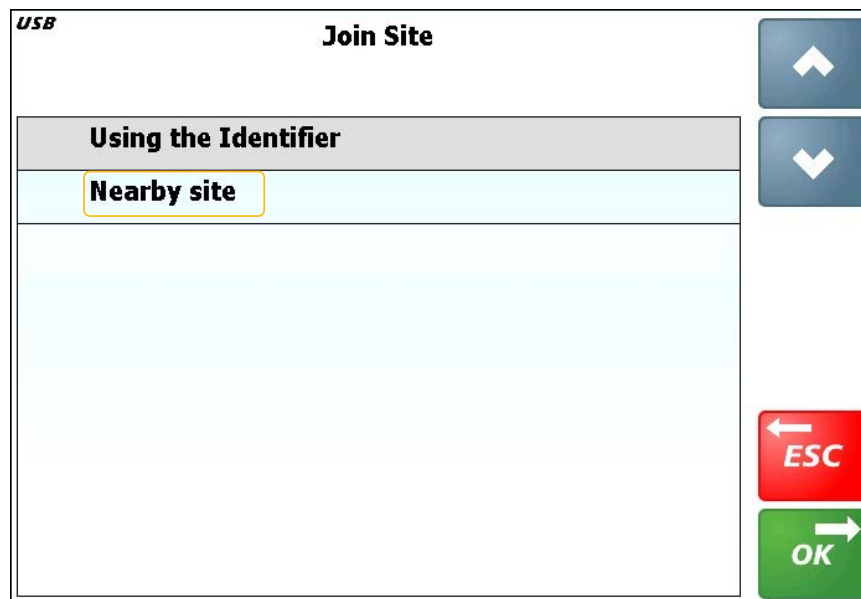 USB
Join Site
Using the Identifier
Nearby site
ESC
OK